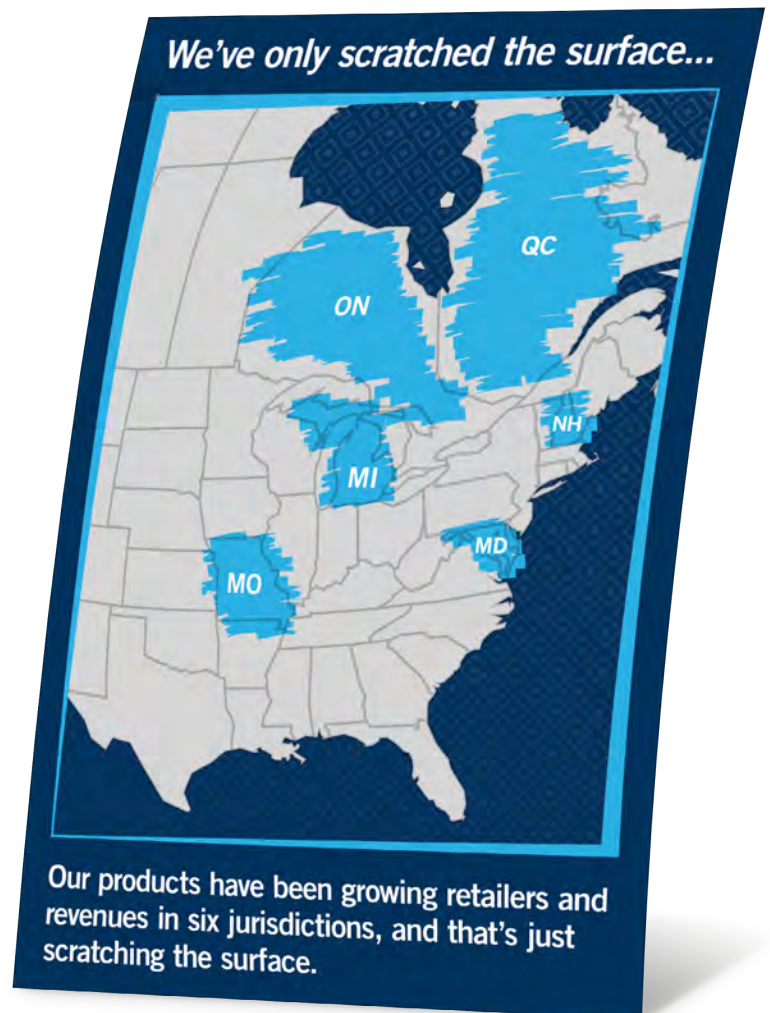 We've only scratched the surface...
QC
ON
NH
MI
MD
MO
Our products have been growing retailers and
revenues in six jurisdictions, and that's just
scratching the surface.